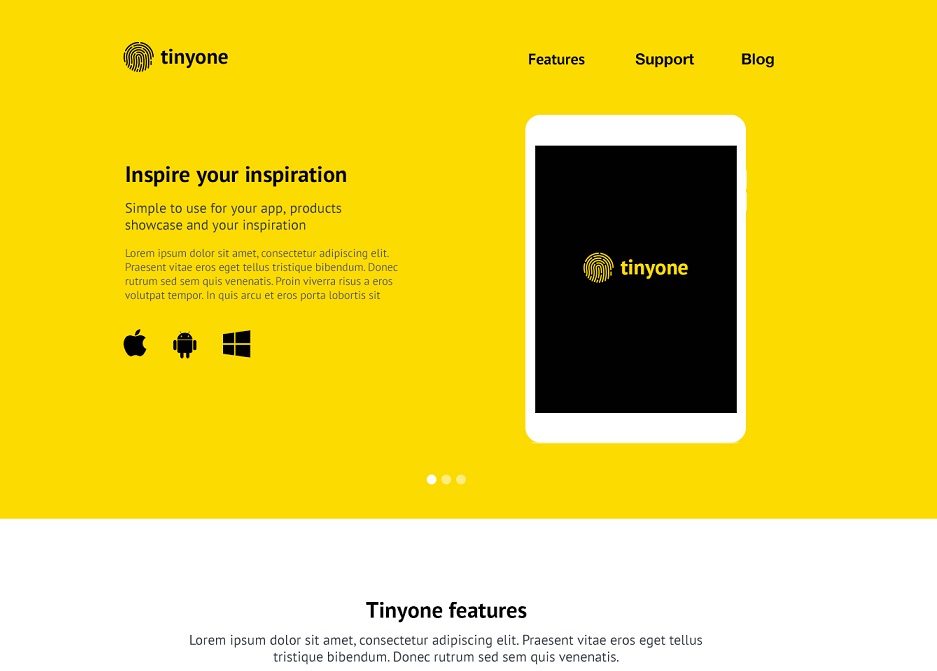 tinyone
Features
Support
Blog
Inspire your inspiration
Simple to use for your app, products
showcase and your inspiration
Lorem ipsum dolor sit amet, consectetur adipiscing elit.
Praesent vitae eros eget tellus tristique bibendum. Donec
rutrum sed sem quis venenatis. Proin viverra risus a eros
volutpat tempor. In quis arcu et eros porta lobortis sit
tinyone
Tinyone features
Lorem ipsum dolor sit amet, consectetur adipiscing elit. Praesent vitae eros eget tellus
tristique bibendum. Donec rutrum sed sem quis venenatis.